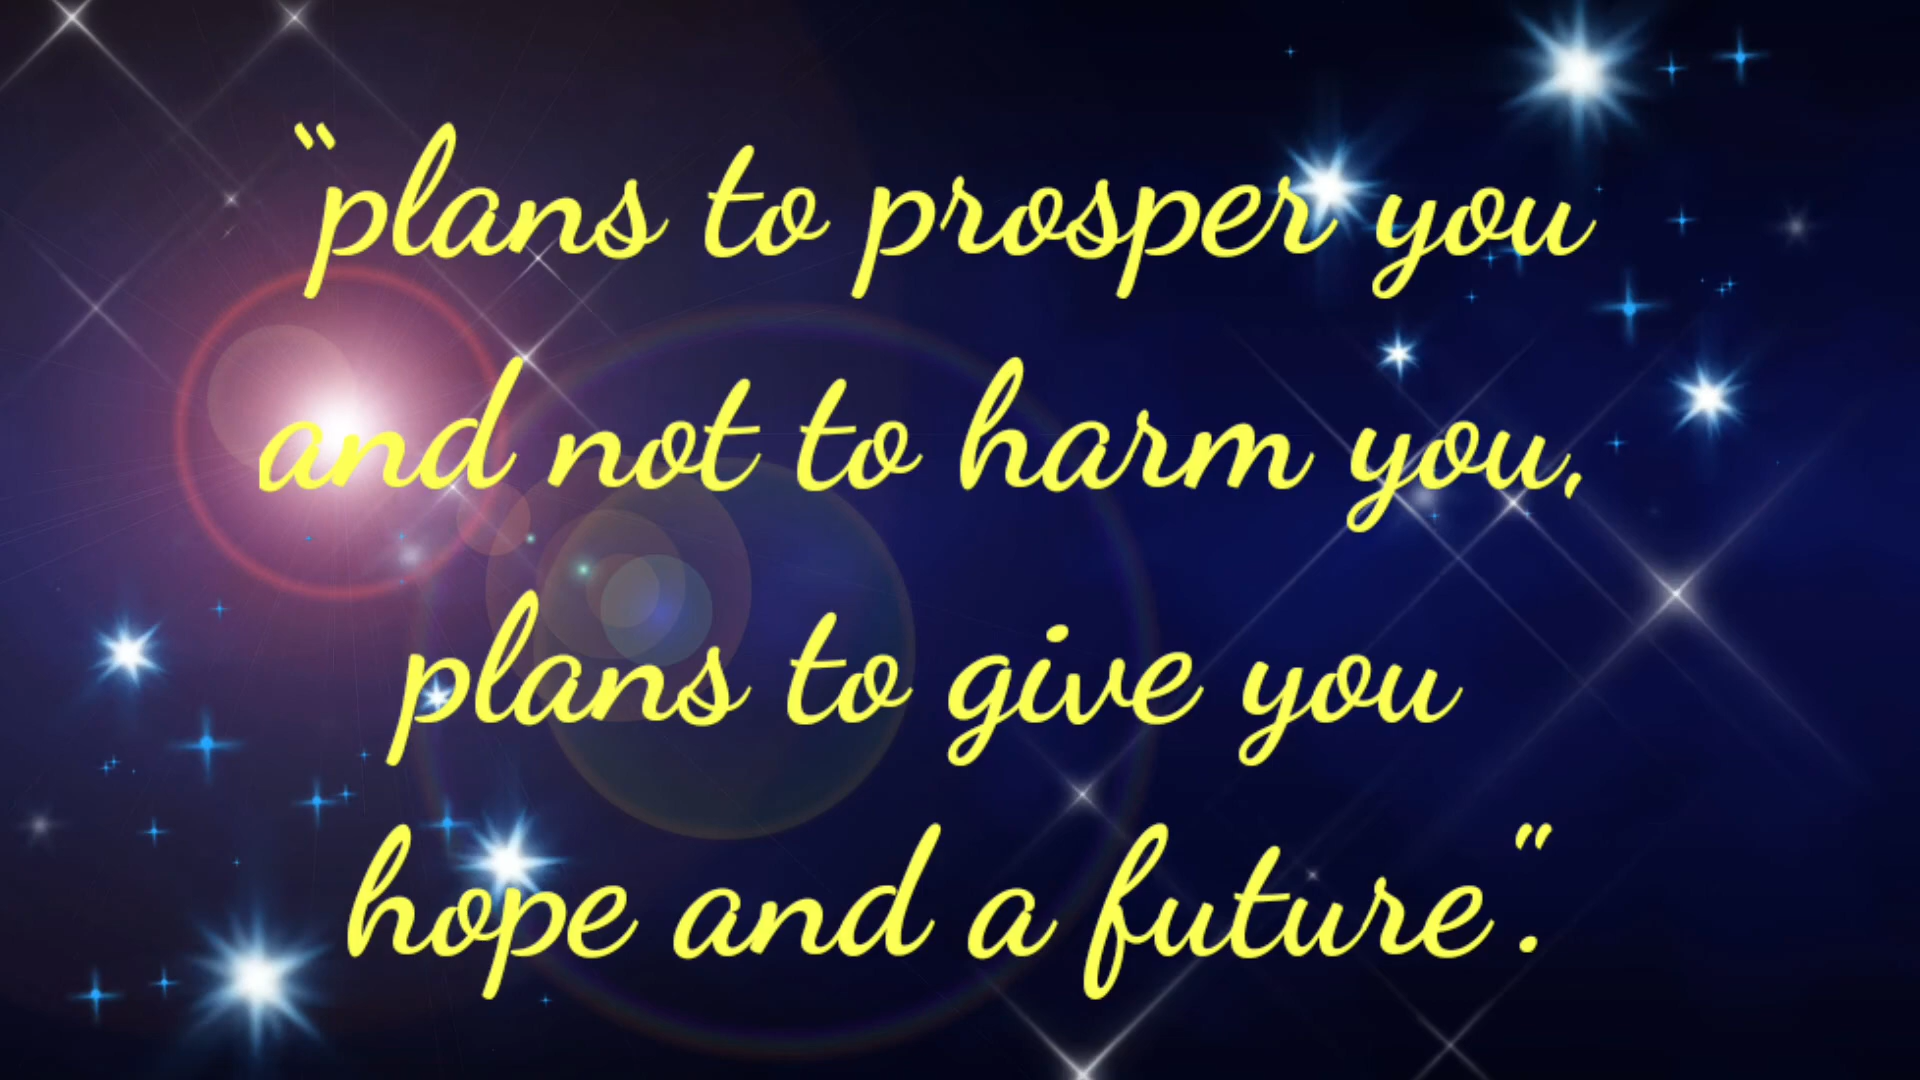 “plans to prosper you
and not to harm you,
plans to give you
hope and a future”.